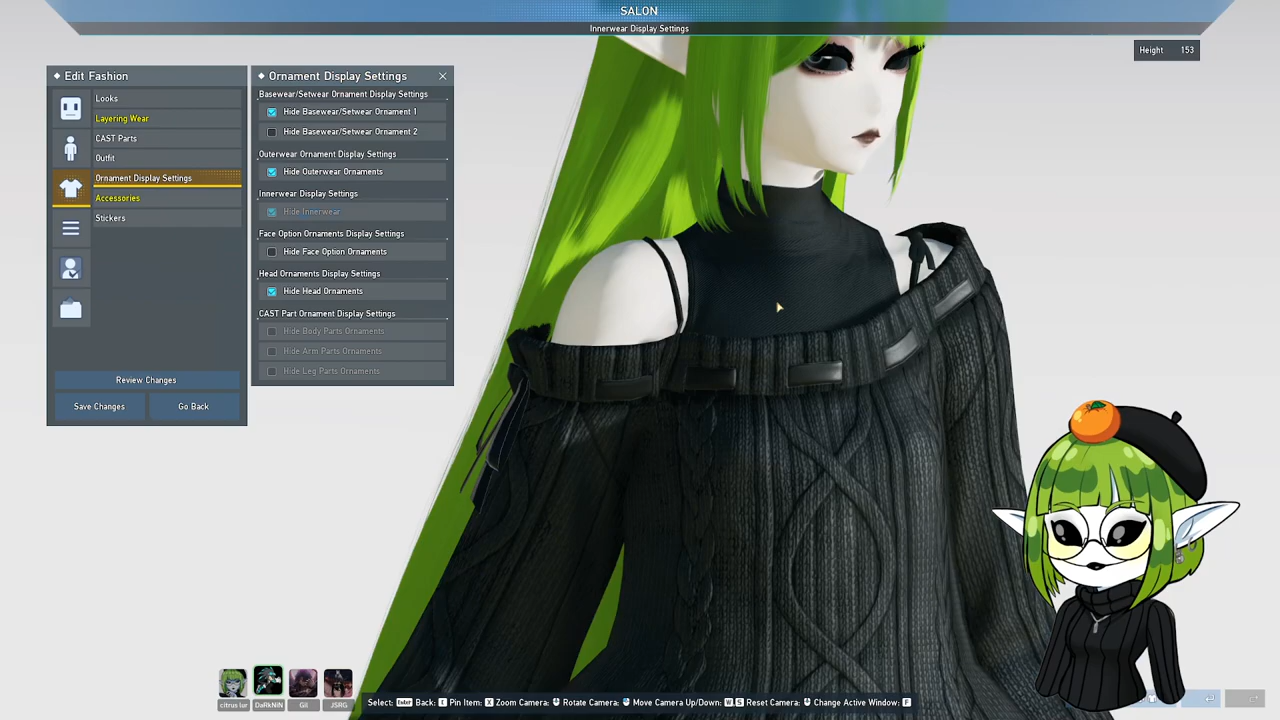 SALON
Innerwear Display Settings
Height 153
Edit Fashion
Looks
Layering Wear
CAST Parts
Outfit
Ornament Display Settings
Accessories
Stickers
Review Changes
Save Changes
Go Back
Ornament Display Settings
Basewear/Setwear Ornament Display Settings
Hide Basewear/Setwear Ornament 1
Hide Basewear/Setwear Ornament 2
Outerwear Ornament Display Settings
Hide Outerwear Ornaments
Innerwear Display Settings
Hide Innerwear
Face Option Ornaments Display Settings
Hide Face Option Ornaments
Head Ornaments Display Settings
Hide Head Ornaments
CAST Part Ornament Display Settings
Hide Body Parts Ornaments
Hide Arm Parts Ornaments
Hide Leg Parts Ornaments
citrus lur
DaRkNiN
Gil
JSRG
Select: Enter Back: C Pin Item: X Zoom Camera: Rotate Camera: Move Camera Up/Down: W S Reset Camera: Change Active Window: F